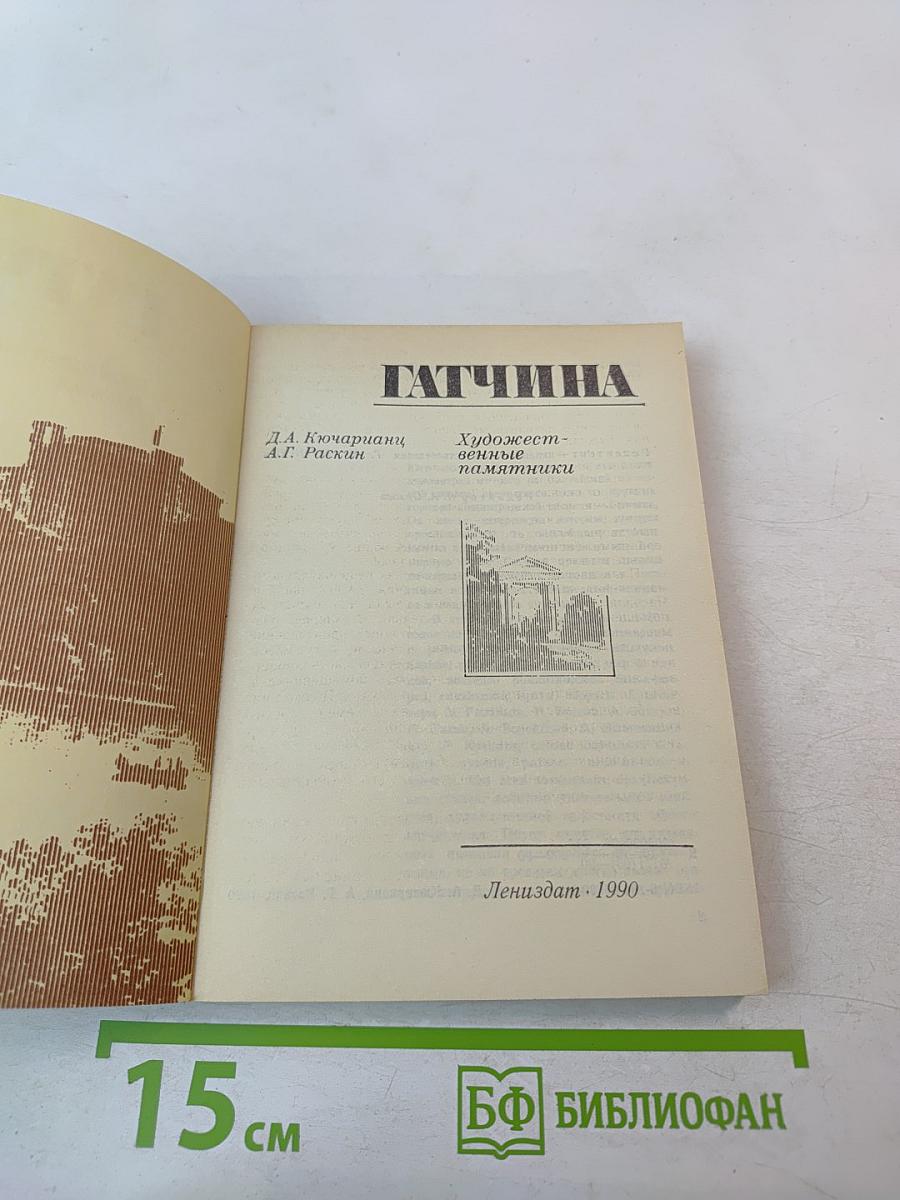 ГАТЧИНА
Д.А. Кючарианц
А.Г. Раскин
Художест-
венные
памятники
Лениздат · 1990
15 см
БФ БИБЛИОФАН